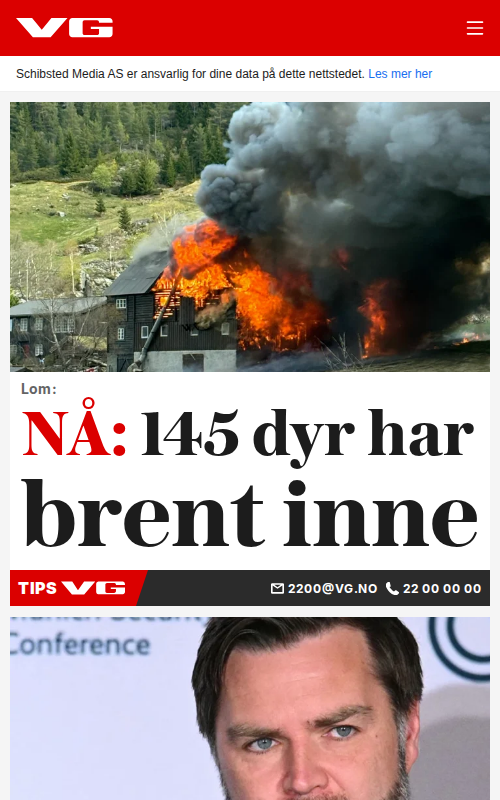 VG
Schibsted Media AS er ansvarlig for dine data på dette nettstedet. Les mer her
Lom:
NÅ: 145 dyr har
brent inne
TIPS VG 2200@VG.NO 22 00 00 00
Conference